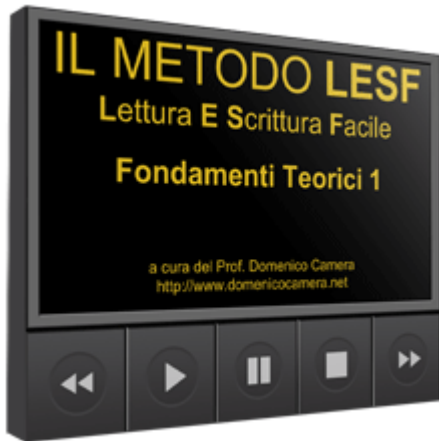 IL METODO LESF
Lettura E Scrittura Facile
Fondamenti Teorici 1
a cura del Prof. Domenico Camera
http://www.domenicocamera.net